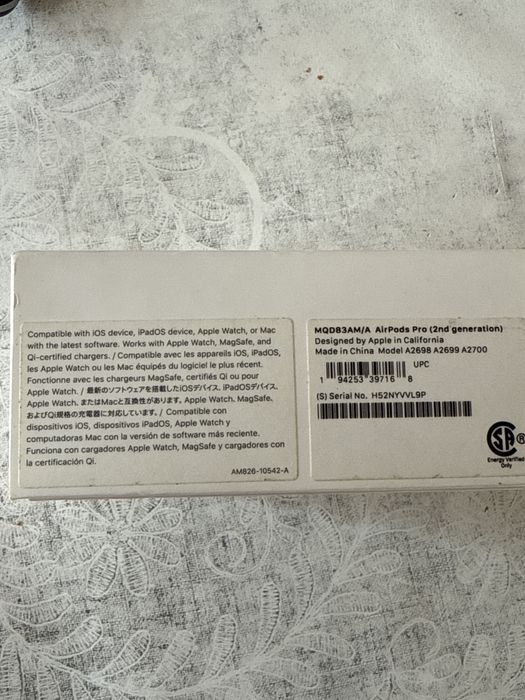 Compatible with iOS device, iPadOS device, Apple Watch, or Mac
with the latest software. Works with Apple Watch, MagSafe, and
Qi-certified chargers. / Compatible avec les appareils iOS, iPadOS,
les Apple Watch ou les Mac équipés du logiciel le plus récent.
Fonctionne avec les chargeurs MagSafe, certifiés Qi ou pour
Apple Watch. / 最新のソフトウェアを搭載したiOSデバイス、iPadOSデバイス、
Apple Watch、またはMacと互換性があります。Apple Watch、MagSafe、
およびQi規格の充電器に対応しています。 / Compatible con
dispositivos iOS, dispositivos iPadOS, Apple Watch y
computadoras Mac con la versión de software más reciente.
Funciona con cargadores Apple Watch, MagSafe y cargadores con
la certificación Qi.
AM826-10542-A
MQD83AM/A AirPods Pro (2nd generation)
Designed by Apple in California
Made in China Model A2698 A2699 A2700
UPC
1 94253 39716 8
(S) Serial No. H52NYVVL9P
SA ®
Energy Verified
Only